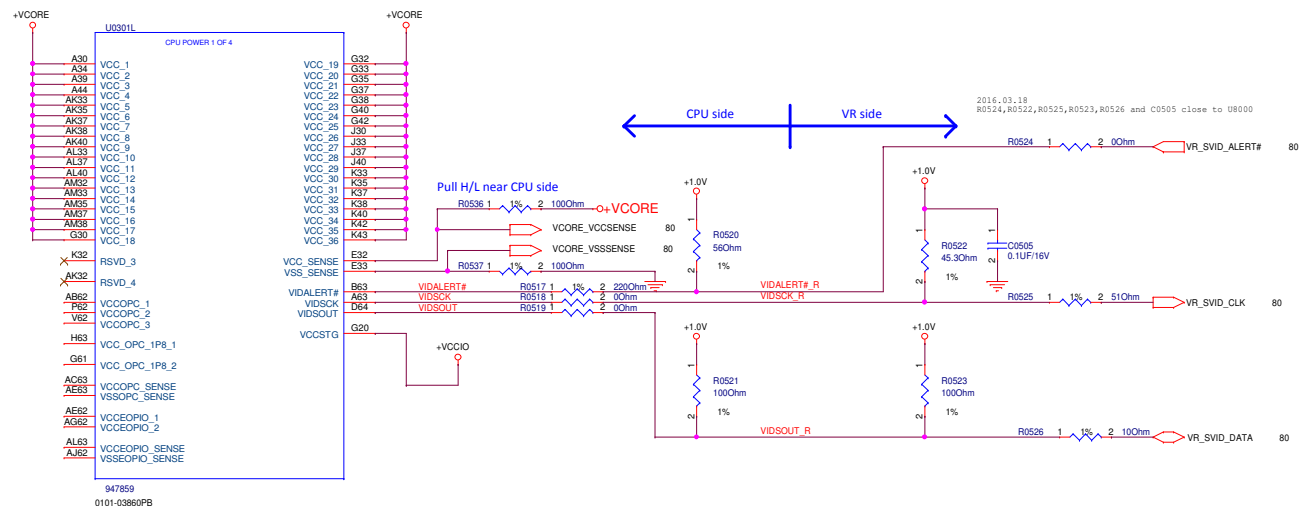 +VCORE
+VCORE
U0301L
CPU POWER 1 OF 4
A30 VCC_1 VCC_19 G32
A34 VCC_2 VCC_20 G33
A39 VCC_3 VCC_21 G35
A44 VCC_4 VCC_22 G37
AK33 VCC_5 VCC_23 G38
AK35 VCC_6 VCC_24 G40
AK37 VCC_7 VCC_25 G42
AK38 VCC_8 VCC_26 J30
AK40 VCC_9 VCC_27 J33
AL33 VCC_10 VCC_28 J37
AL37 VCC_11 VCC_29 J40
AL40 VCC_12 VCC_30 K33
AM32 VCC_13 VCC_31 K35
AM33 VCC_14 VCC_32 K37
AM35 VCC_15 VCC_33 K38
AM37 VCC_16 VCC_34 K40
AM38 VCC_17 VCC_35 K42
G30 VCC_18 VCC_36 K43
K32 RSVD_3 VCC_SENSE E32
VSS_SENSE E33
AK32 RSVD_4
VIDALERT# B63
AB62 VCCOPC_1 VIDSCK A63
P62 VCCOPC_2 VIDSOUT D64
V62 VCCOPC_3
VCCSTG G20
H63 VCC_OPC_1P8_1
G61 VCC_OPC_1P8_2
AC63 VCCOPC_SENSE
AE63 VSSOPC_SENSE
AE62 VCCEOPIO_1
AG62 VCCEOPIO_2
AL63 VCCEOPIO_SENSE
AJ62 VSSEOPIO_SENSE
947859
0101-03860PB
CPU side VR side
2016.03.18
R0524,R0522,R0525,R0523,R0526 and C0505 close to U8000
Pull H/L near CPU side
R0536 1 1% 2 100Ohm +VCORE
VCORE_VCCSENSE 80
VCORE_VSSSENSE 80
R0537 1 1% 2 100Ohm
VIDALERT# R0517 1 1% 2 220Ohm VIDALERT#_R
VIDSCK R0518 1 2 0Ohm VIDSCK_R
VIDSOUT R0519 1 2 0Ohm
+VCCIO
+1.0V
1
R0520
56Ohm
1%
2
+1.0V
1
R0522
45.3Ohm
1%
2
1
C0505
0.1UF/16V
2
R0524 1 2 0Ohm VR_SVID_ALERT# 80
R0525 1 1% 2 51Ohm VR_SVID_CLK 80
+1.0V
1
R0521
100Ohm
1%
2
+1.0V
1
R0523
100Ohm
1%
2
VIDSOUT_R
R0526 1 1% 2 10Ohm VR_SVID_DATA 80